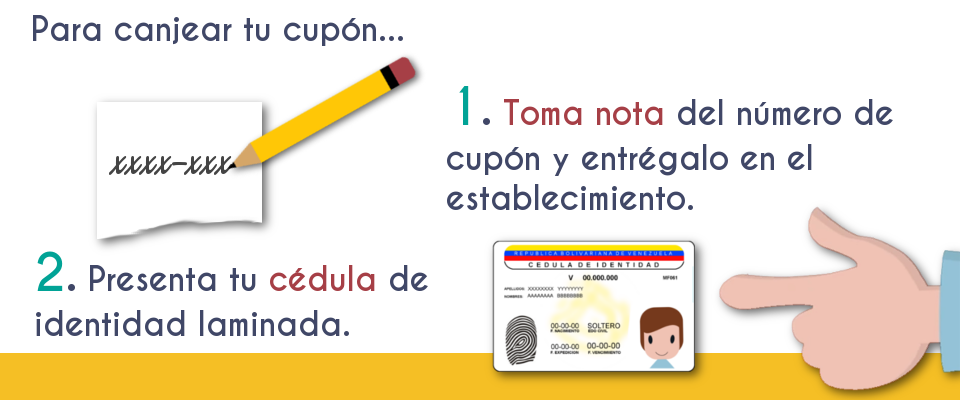 Para canjear tu cupón...
xxxx-xxx
1. Toma nota del número de
cupón y entrégalo en el
establecimiento.
2. Presenta tu cédula de
identidad laminada.
REPUBLICA BOLIVARIANA DE VENEZUELA
CEDULA DE IDENTIDAD
V 00.000.000 MF861
APELLIDOS XXXXXXXX YYYYYYYY
NOMBRES AAAAAAAA BBBBBBBB
00-00-00 SOLTERO
F. NACIMIENTO EDO CIVIL
00-00-00 00-00-00
F. EXPEDICION F. VENCIMIENTO